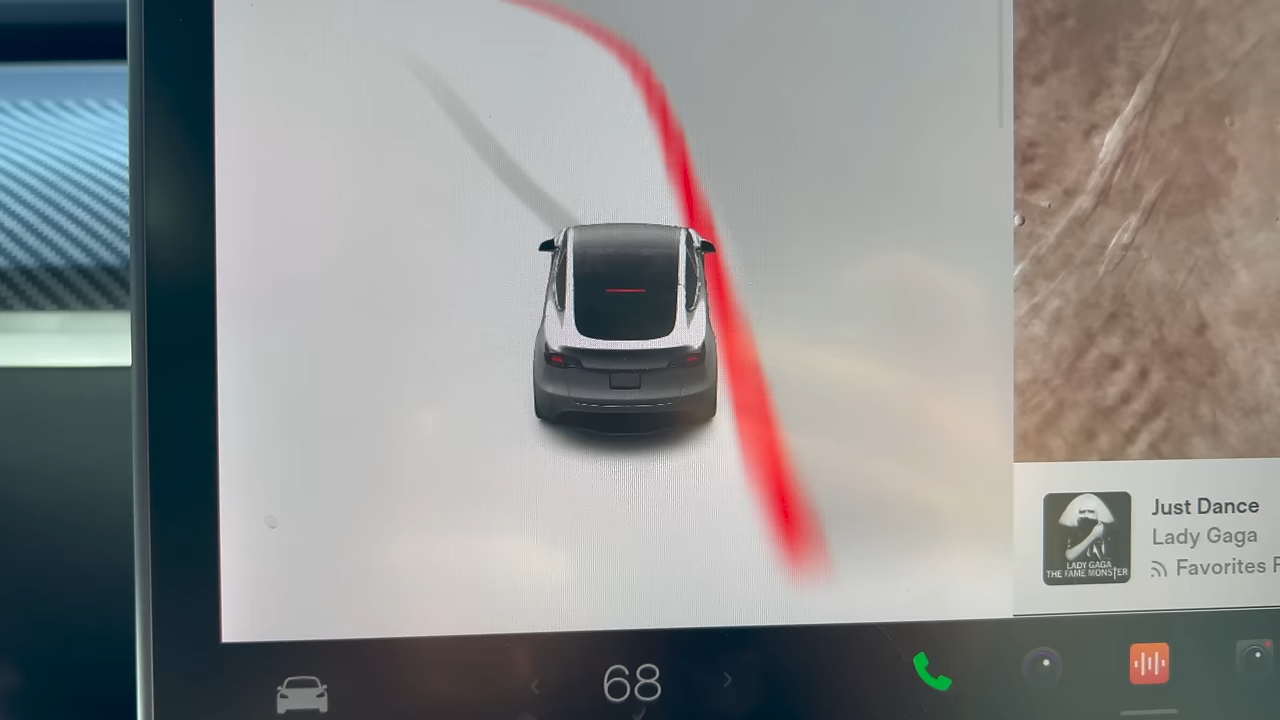 Just Dance
Lady Gaga
Favorites F
LADY GAGA
THE FAME MONSTER
68